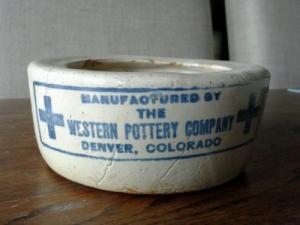 MANUFACTURED BY
THE
WESTERN POTTERY COMPANY
DENVER, COLORADO